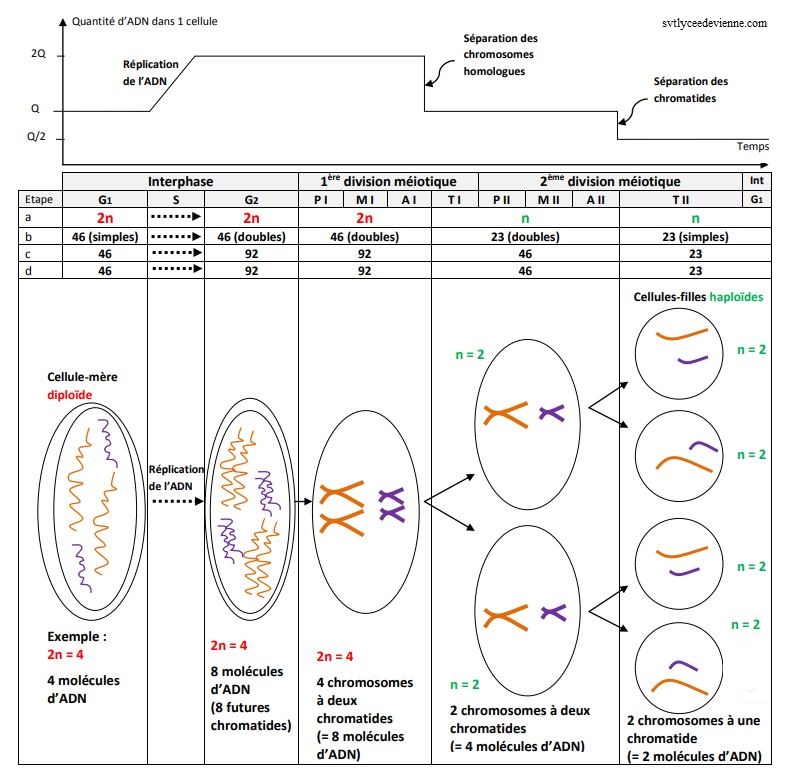 Quantité d'ADN dans 1 cellule
svtlyceedevienne.com
2Q
Q
Q/2
Réplication
de l'ADN
Séparation des
chromosomes
homologues
Séparation des
chromatides
Temps
Interphase
1ère division méiotique
2ème division méiotique
Int
Etape G1 S G2 P I M I A I T I P II M II A II T II G1
a 2n 2n 2n n n
b 46 (simples) 46 (doubles) 46 (doubles) 23 (doubles) 23 (simples)
c 46 92 92 46 23
d 46 92 92 46 23
Cellule-mère
diploïde
Réplication
de l'ADN
Exemple :
2n = 4
4 molécules
d'ADN
2n = 4
8 molécules
d'ADN
(8 futures
chromatides)
2n = 4
4 chromosomes
à deux
chromatides
(= 8 molécules
d'ADN)
n = 2
n = 2
2 chromosomes à deux
chromatides
(= 4 molécules d'ADN)
Cellules-filles haploïdes
n = 2
n = 2
n = 2
n = 2
2 chromosomes à une
chromatide
(= 2 molécules d'ADN)